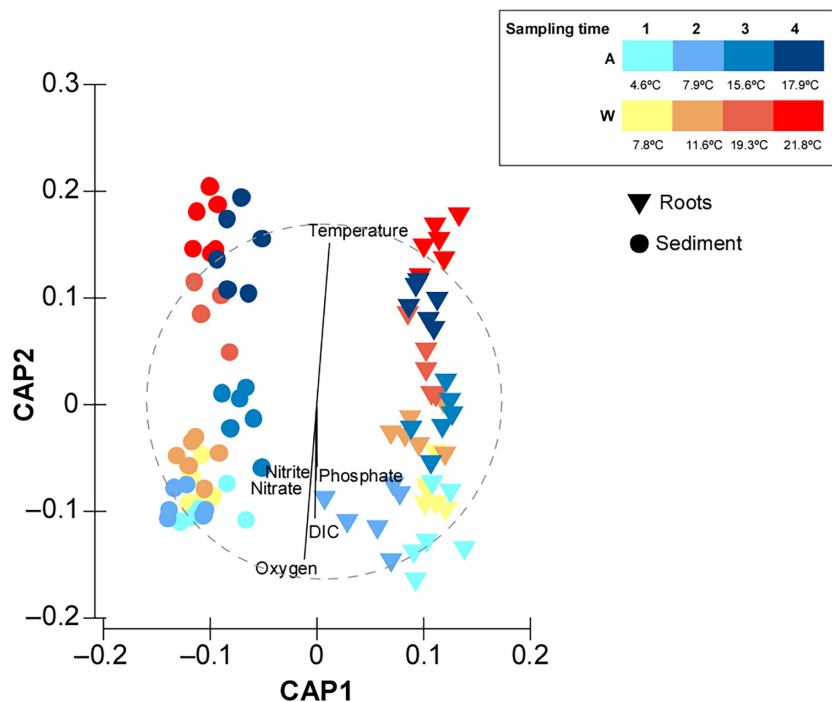 Sampling time 1 2 3 4
A
4.6ºC 7.9ºC 15.6ºC 17.9ºC
W
7.8ºC 11.6ºC 19.3ºC 21.8ºC
Roots
Sediment
0.3
0.2
0.1
0
–0.1
–0.2
CAP2
Temperature
Nitrite
Phosphate
Nitrate
DIC
Oxygen
–0.2 –0.1 0 0.1 0.2
CAP1